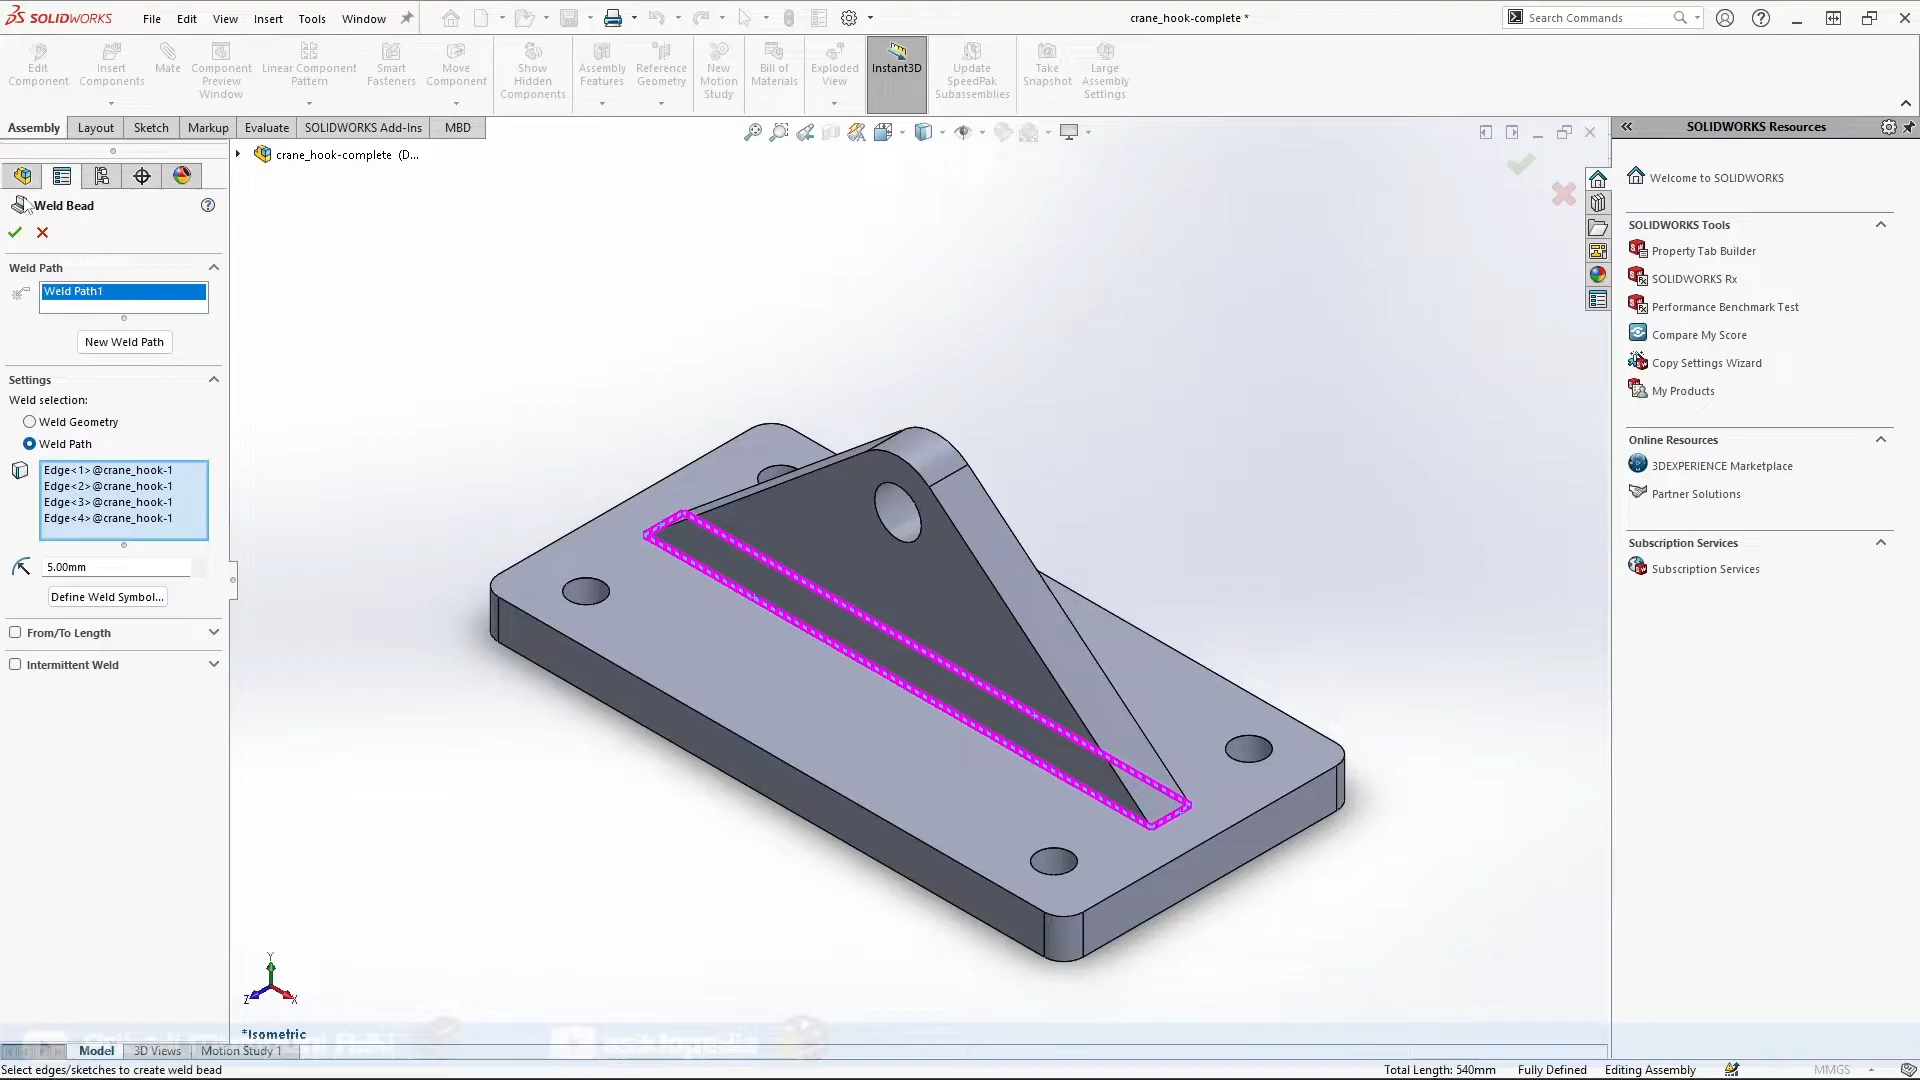 SOLIDWORKS
File
Edit
View
Insert
Tools
Window
crane_hook-complete *
Search Commands
Edit
Component
Insert
Components
Mate
Component
Preview
Window
Linear Component
Pattern
Smart
Fasteners
Move
Component
Show
Hidden
Components
Assembly
Features
Reference
Geometry
New
Motion
Study
Bill of
Materials
Exploded
View
Instant3D
Update
SpeedPak
Subassemblies
Take
Snapshot
Large
Assembly
Settings
Assembly
Layout
Sketch
Markup
Evaluate
SOLIDWORKS Add-Ins
MBD
crane_hook-complete (D...
Weld Bead
Weld Path
Weld Path1
New Weld Path
Settings
Weld selection:
Weld Geometry
Weld Path
Edge<1>@crane_hook-1
Edge<2>@crane_hook-1
Edge<3>@crane_hook-1
Edge<4>@crane_hook-1
5.00mm
Define Weld Symbol...
From/To Length
Intermittent Weld
Y
Z
X
*Isometric
SOLIDWORKS Resources
Welcome to SOLIDWORKS
SOLIDWORKS Tools
Property Tab Builder
SOLIDWORKS Rx
Performance Benchmark Test
Compare My Score
Copy Settings Wizard
My Products
Online Resources
3DEXPERIENCE Marketplace
Partner Solutions
Subscription Services
Subscription Services
Model
3D Views
Motion Study 1
Select edges/sketches to create weld bead
Total Length: 540mm
Fully Defined
Editing Assembly
MMGS